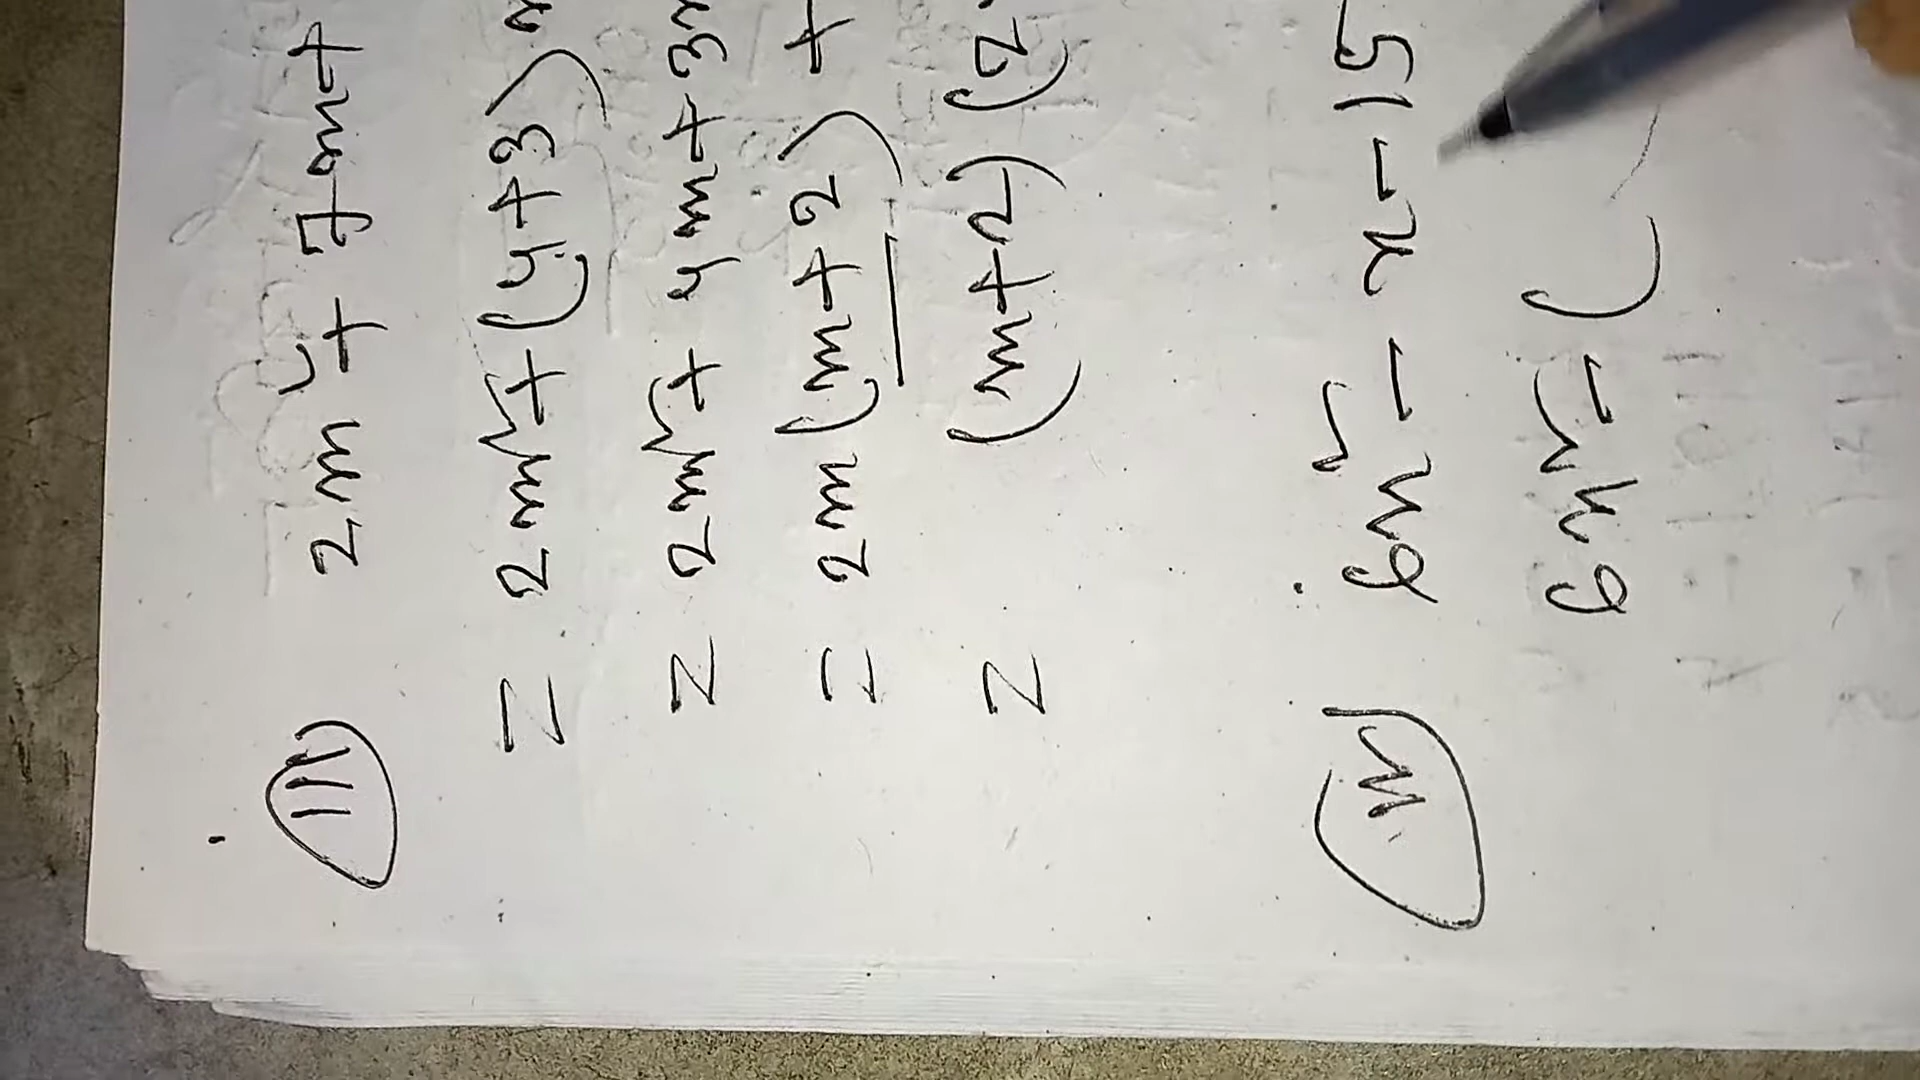 (iii) 2m² + 7m +
= 2m² + (4+3)
= 2m² + 4m + 3
= 2m (m+2) +
= (m+2) (2
(iv) 6x² - x - 15
6x² - (